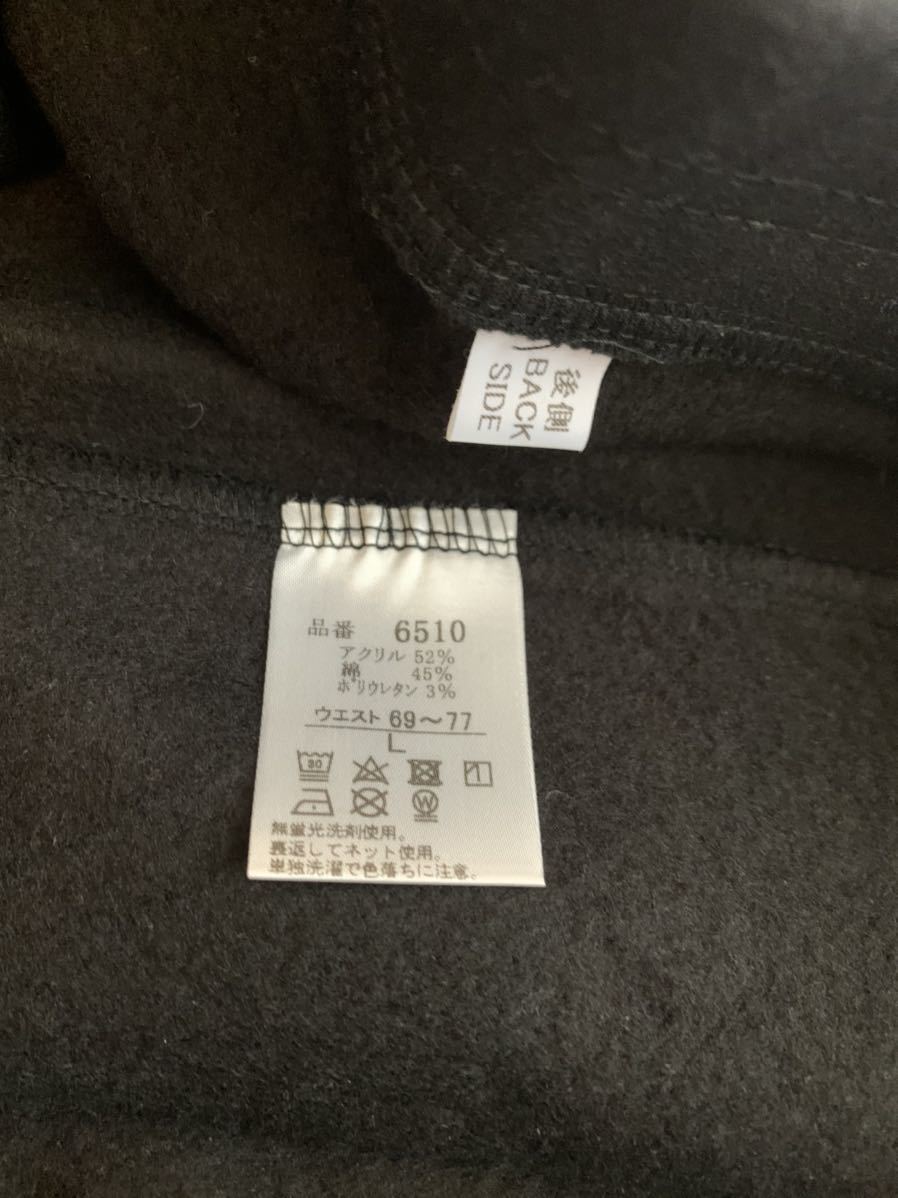 後側
BACK
SIDE
品番 6510
アクリル 52%
綿 45%
ポリウレタン 3%
ウエスト 69～77
L
30
W
無蛍光洗剤使用。
裏返してネット使用。
単独洗濯で色落ちに注意。